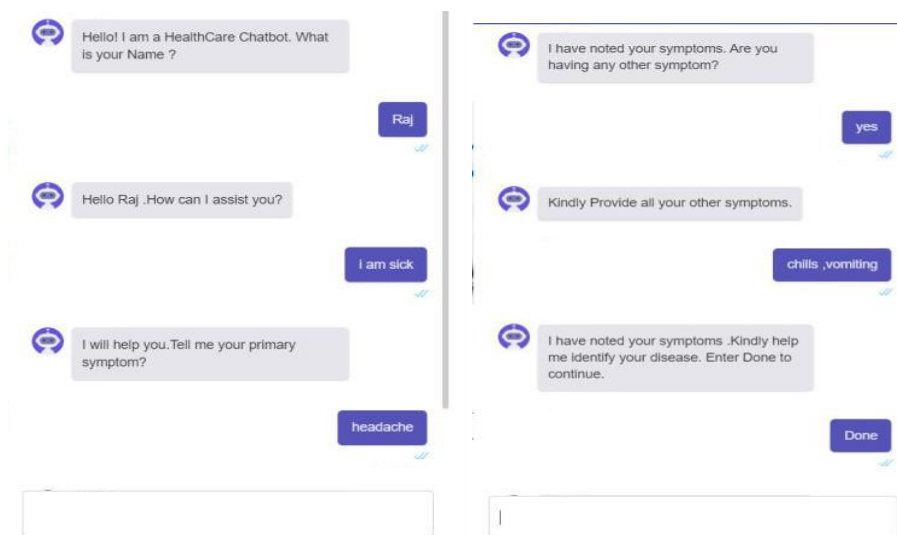 Hello! I am a HealthCare Chatbot. What
is your Name ?
Raj
Hello Raj .How can I assist you?
i am sick
I will help you.Tell me your primary
symptom?
headache
I have noted your symptoms. Are you
having any other symptom?
yes
Kindly Provide all your other symptoms.
chills ,vomiting
I have noted your symptoms .Kindly help
me identify your disease. Enter Done to
continue.
Done